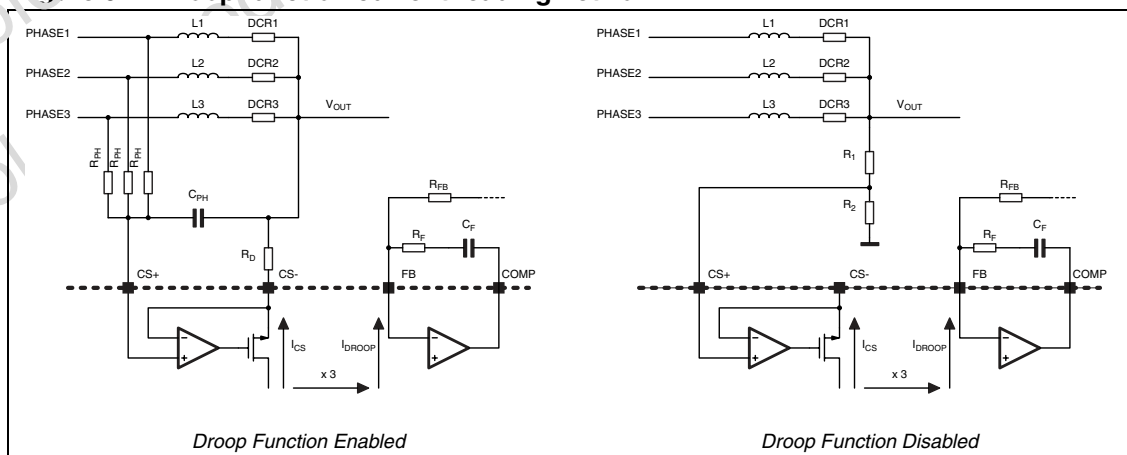 PHASE1
L1
DCR1
PHASE2
L2
DCR2
PHASE3
L3
DCR3
VOUT
RPH
RPH
RPH
CPH
RFB
RD
RF
CF
CS+
CS-
FB
COMP
ICS
IDROOP
x 3
Droop Function Enabled
PHASE1
L1
DCR1
PHASE2
L2
DCR2
PHASE3
L3
DCR3
VOUT
R1
R2
RFB
RF
CF
CS+
CS-
FB
COMP
ICS
IDROOP
x 3
Droop Function Disabled